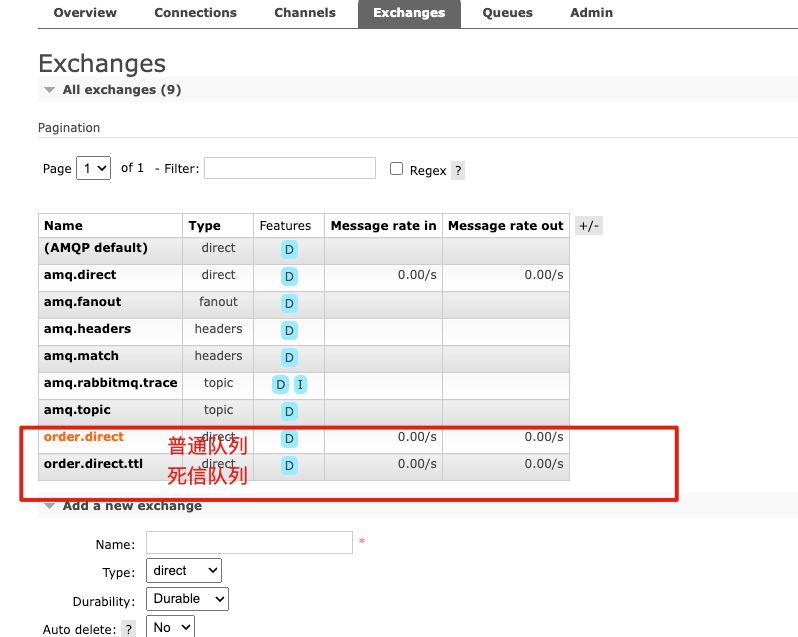 Overview Connections Channels Exchanges Queues Admin
Exchanges
All exchanges (9)
Pagination
Page 1 of 1 - Filter: Regex ?
Name Type Features Message rate in Message rate out +/-
(AMQP default) direct D
amq.direct direct D 0.00/s 0.00/s
amq.fanout fanout D
amq.headers headers D
amq.match headers D
amq.rabbitmq.trace topic D I
amq.topic topic D
order.direct direct D 0.00/s 0.00/s
普通队列
order.direct.ttl direct D 0.00/s 0.00/s
死信队列
Add a new exchange
Name: *
Type: direct
Durability: Durable
Auto delete: ? No